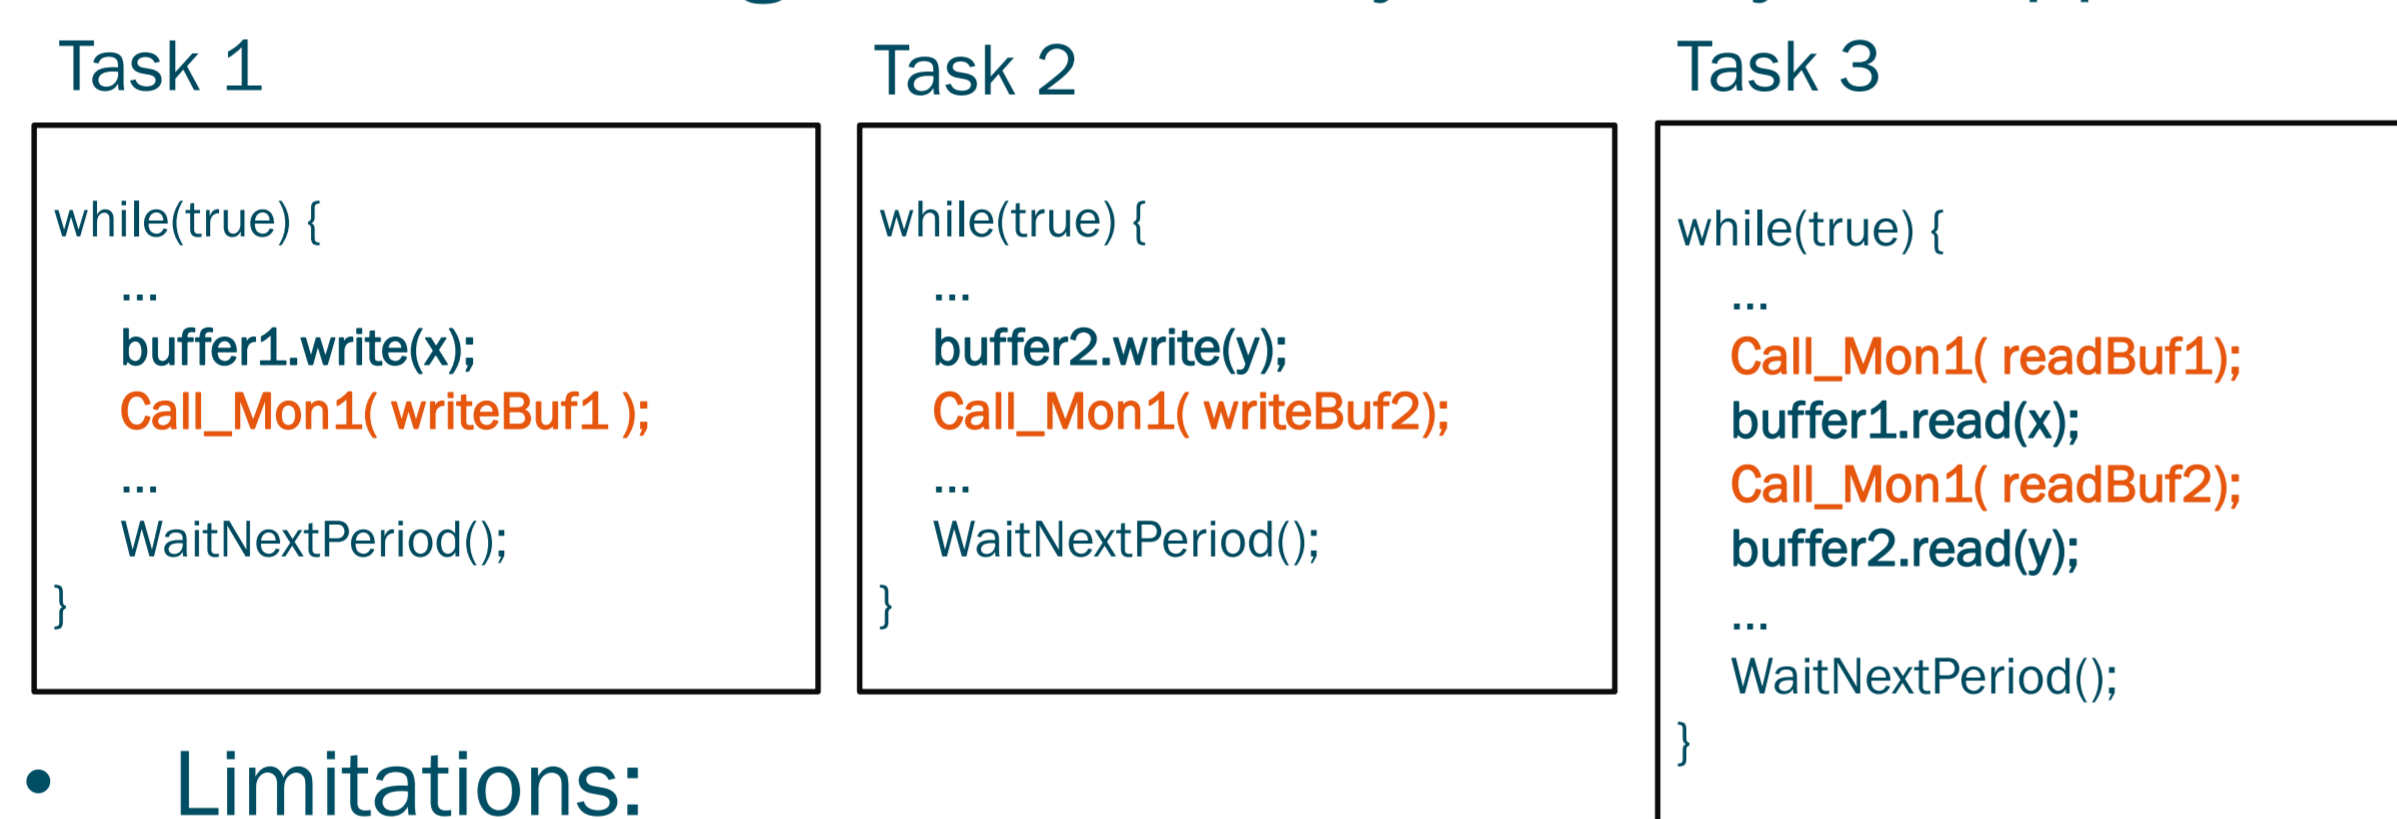 Task 1
while(true) {
...
buffer1.write(x);
Call_Mon1( writeBuf1 );
...
WaitNextPeriod();
}
Task 2
while(true) {
...
buffer2.write(y);
Call_Mon1( writeBuf2);
...
WaitNextPeriod();
}
Task 3
while(true) {
...
Call_Mon1( readBuf1);
buffer1.read(x);
Call_Mon1( readBuf2);
buffer2.read(y);
...
WaitNextPeriod();
}
• Limitations: